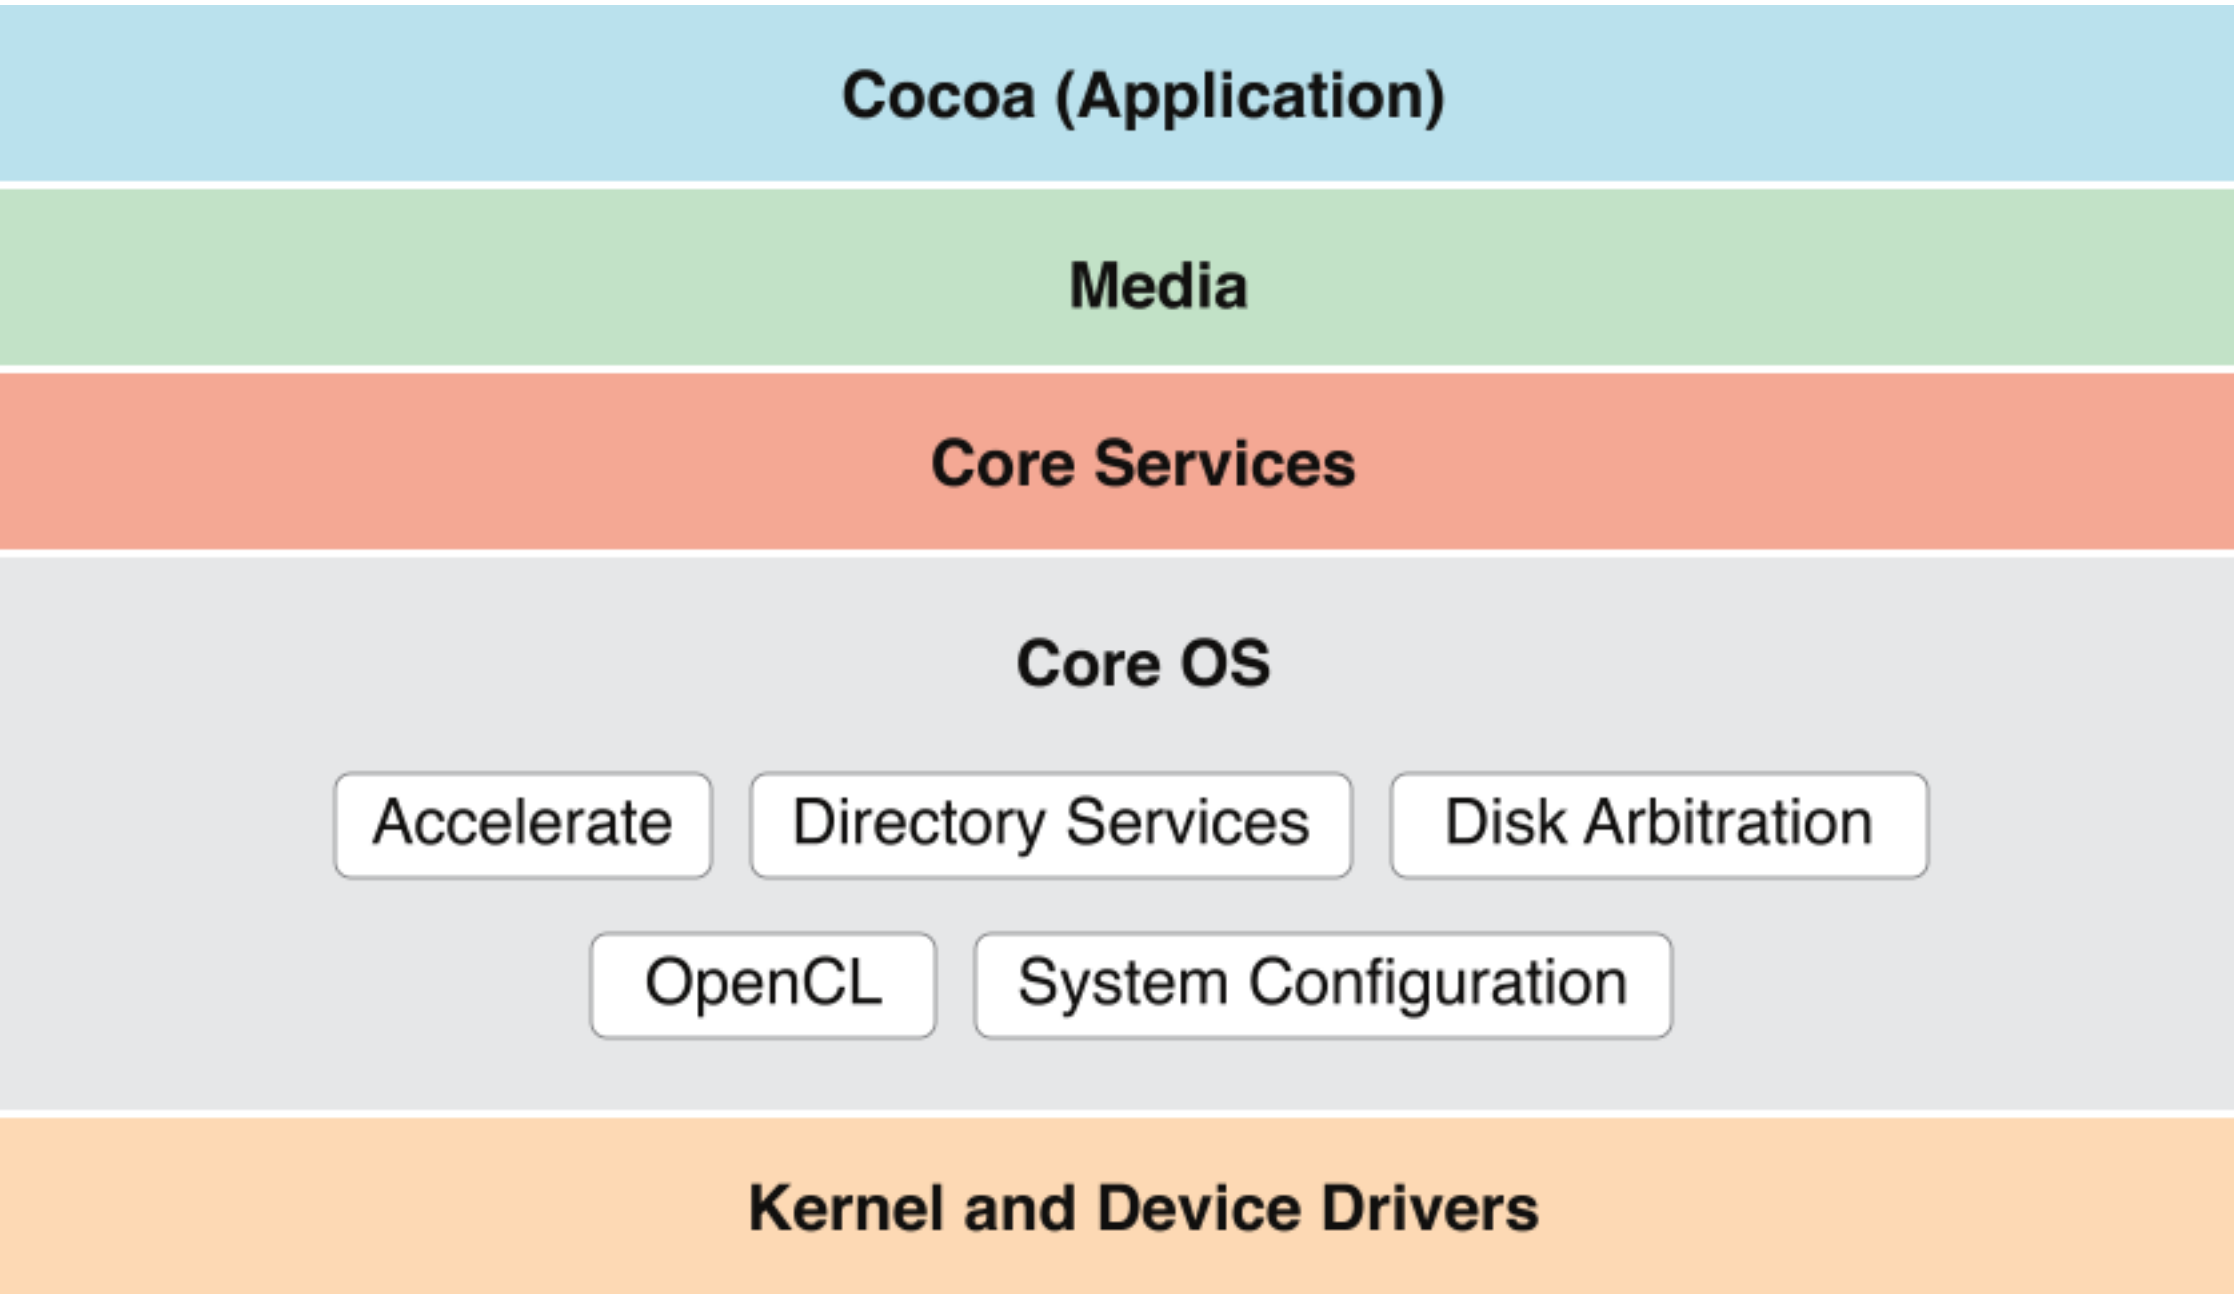 Cocoa (Application)
Media
Core Services
Core OS
Accelerate
Directory Services
Disk Arbitration
OpenCL
System Configuration
Kernel and Device Drivers